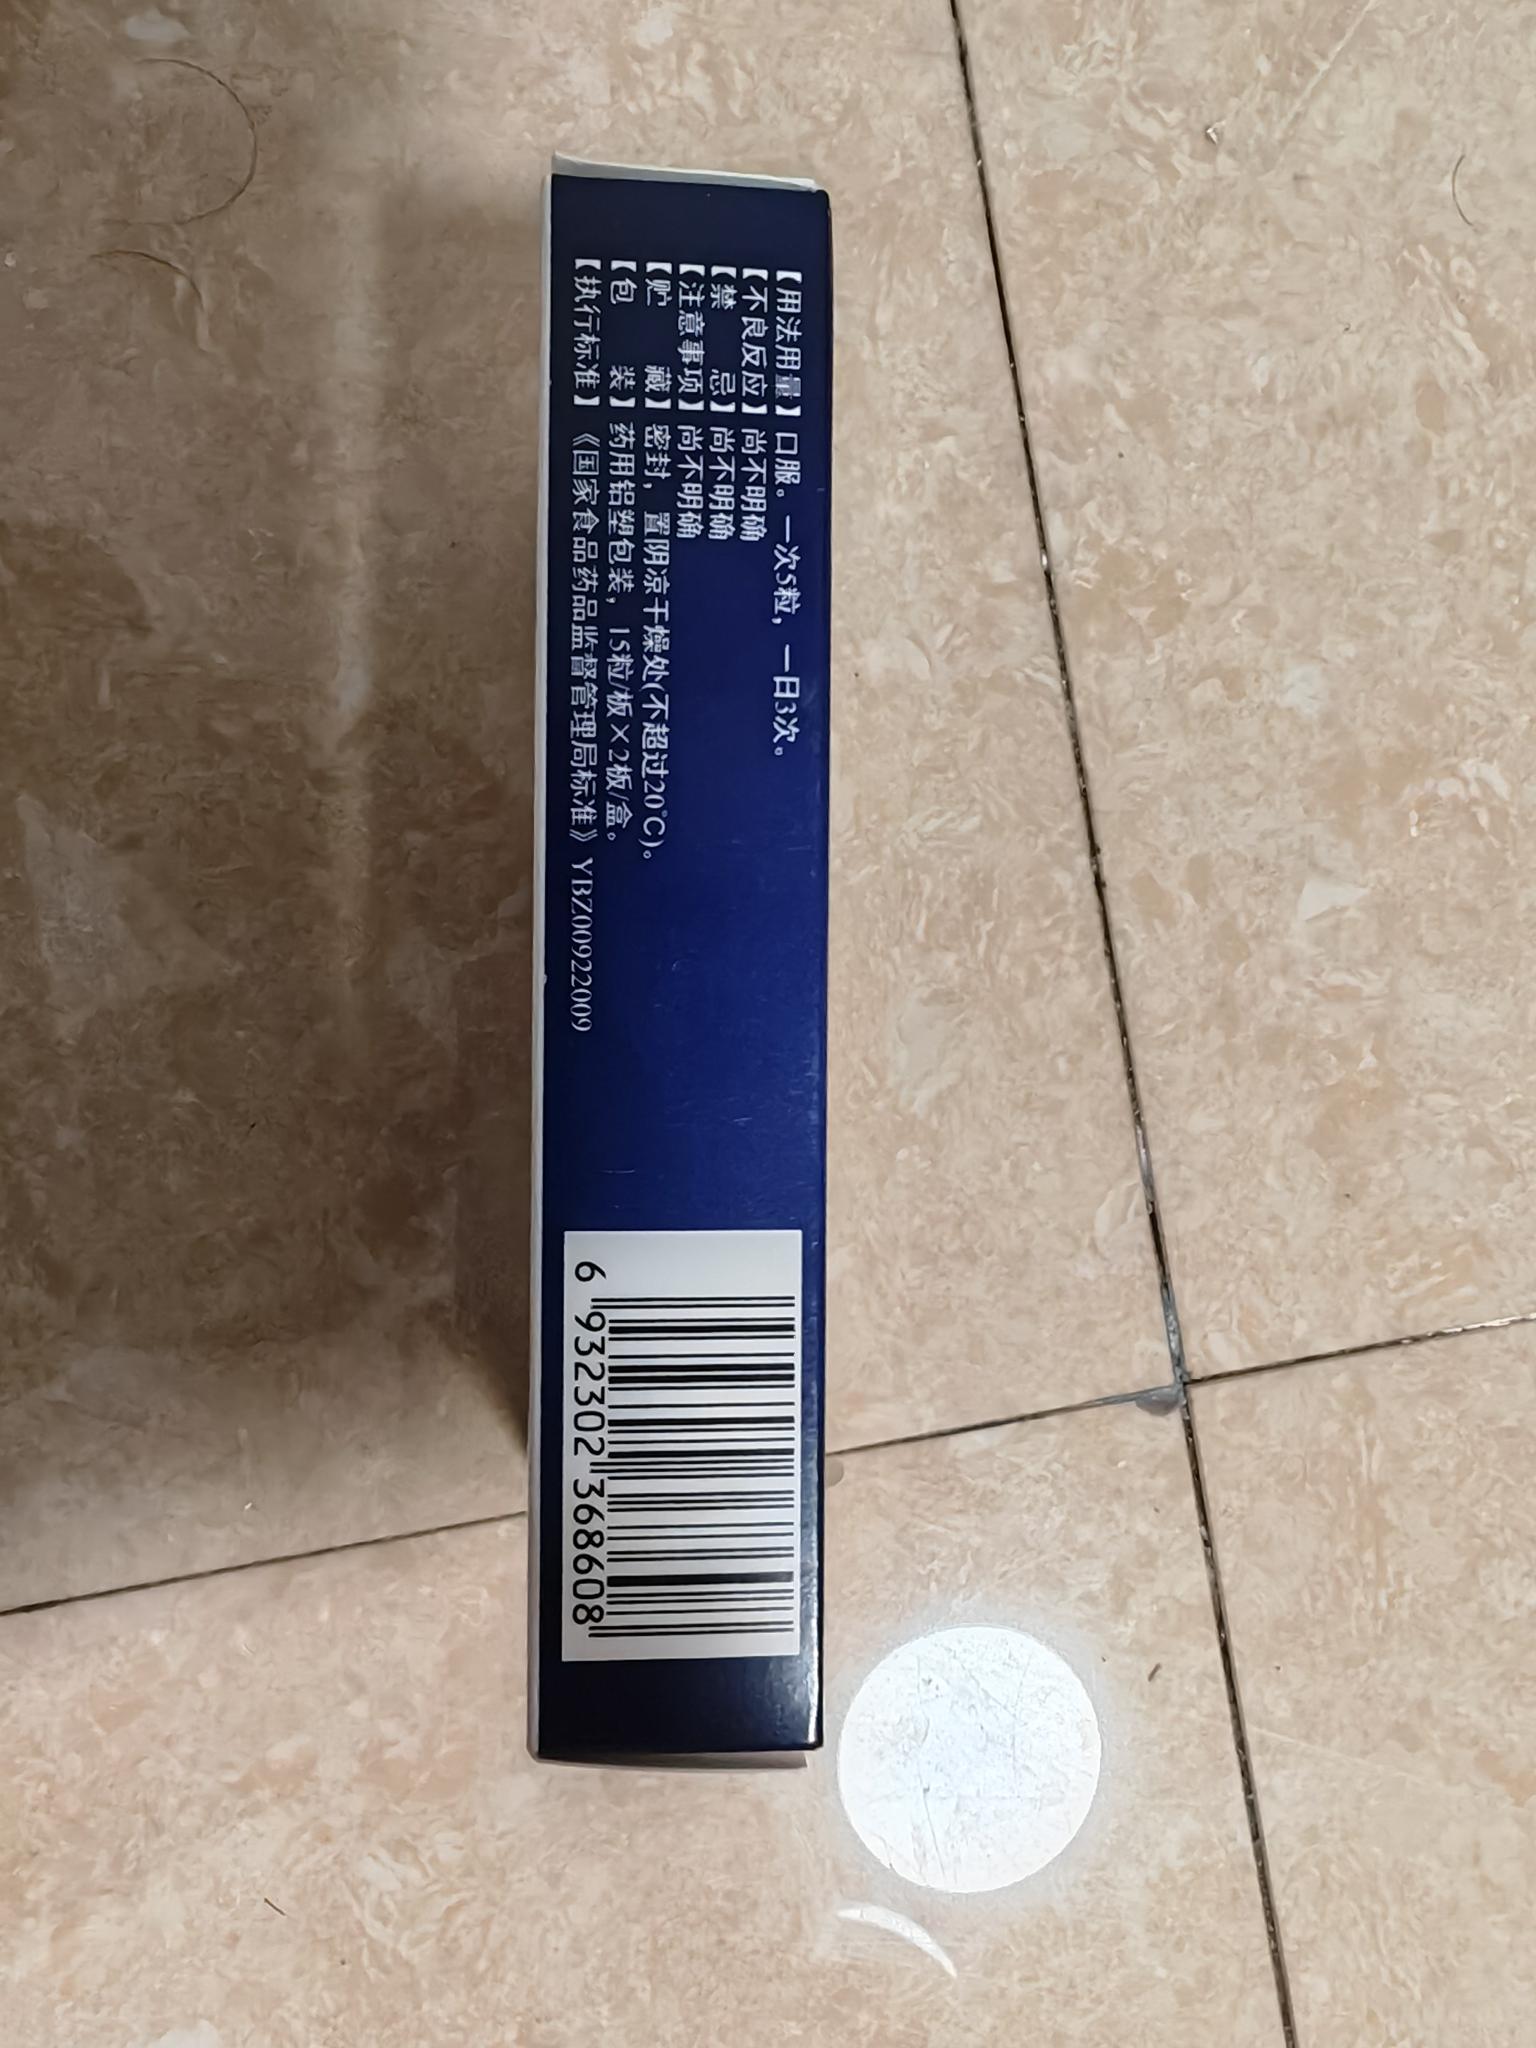 【用法用量】口服。一次5粒，一日3次。
【不良反应】尚不明确
【禁 忌】尚不明确
【注意事项】尚不明确
【贮 藏】密封，置阴凉干燥处(不超过20℃)。
【包 装】药用铝塑包装，15粒/板×2板/盒。
【执行标准】《国家食品药品监督管理局标准》YBZ00922009
6 932302 368608